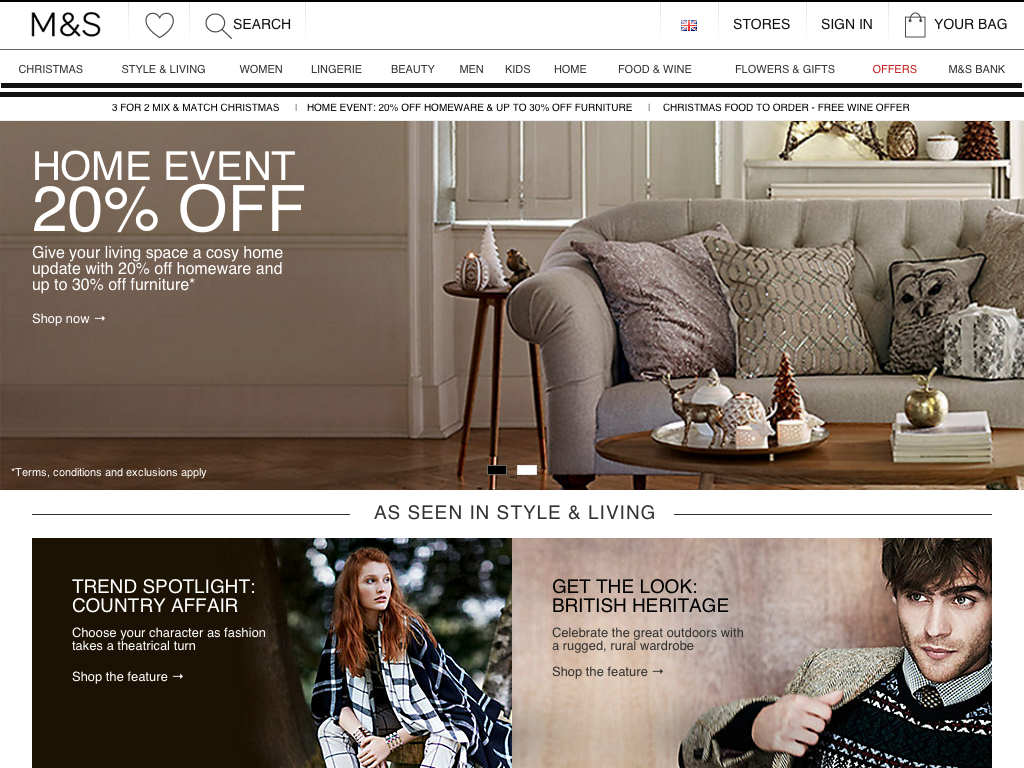 M&S
SEARCH
STORES
SIGN IN
YOUR BAG
CHRISTMAS
STYLE & LIVING
WOMEN
LINGERIE
BEAUTY
MEN
KIDS
HOME
FOOD & WINE
FLOWERS & GIFTS
OFFERS
M&S BANK
3 FOR 2 MIX & MATCH CHRISTMAS | HOME EVENT: 20% OFF HOMEWARE & UP TO 30% OFF FURNITURE | CHRISTMAS FOOD TO ORDER - FREE WINE OFFER
HOME EVENT
20% OFF
Give your living space a cosy home
update with 20% off homeware and
up to 30% off furniture*
Shop now →
*Terms, conditions and exclusions apply
AS SEEN IN STYLE & LIVING
TREND SPOTLIGHT:
COUNTRY AFFAIR
Choose your character as fashion
takes a theatrical turn
Shop the feature →
GET THE LOOK:
BRITISH HERITAGE
Celebrate the great outdoors with
a rugged, rural wardrobe
Shop the feature →